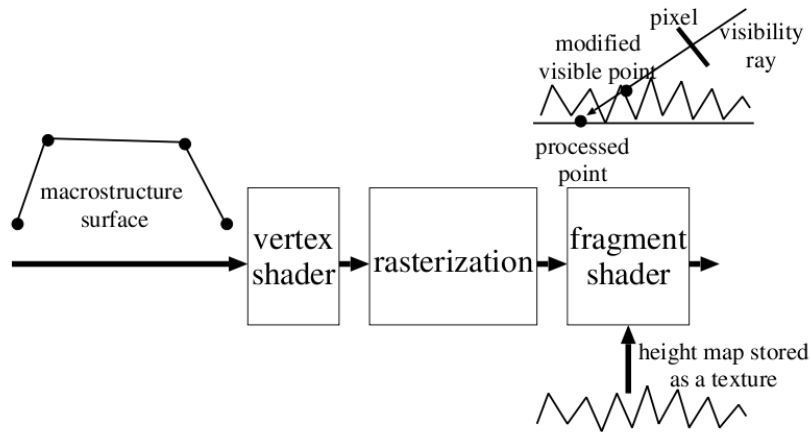 pixel
modified
visible point
visibility
ray
processed
point
macrostructure
surface
vertex
shader
rasterization
fragment
shader
height map stored
as a texture